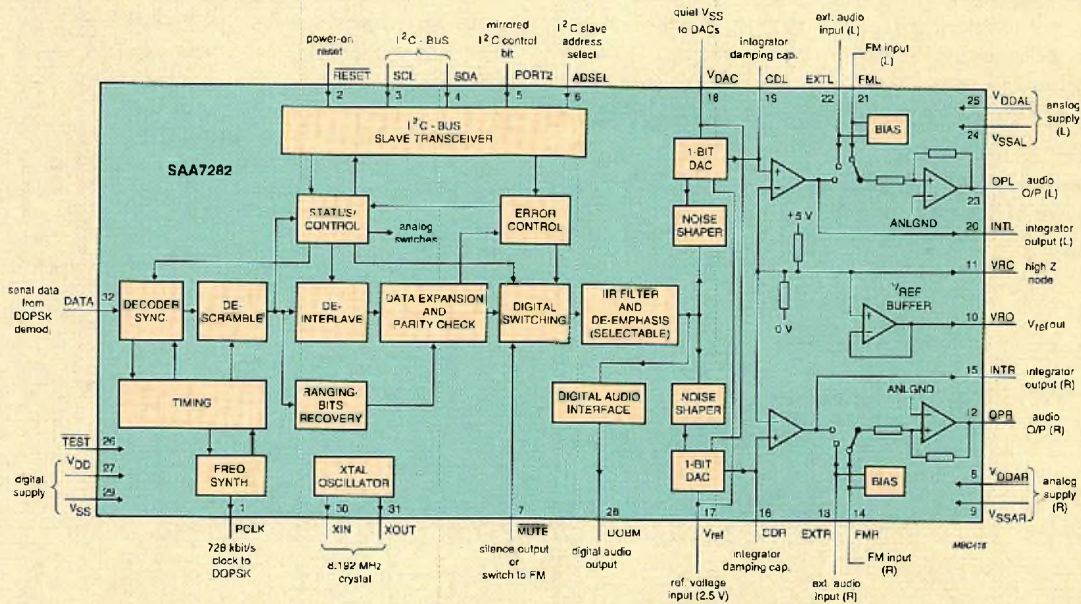 quiet VSS
to DACs
ext. audio
input (L)
FM input
(L)
power-on
reset
I²C - BUS
mirrored
I²C control
bit
I²C slave
address
select
integrator
damping cap.
RESET
SCL
SDA
PORT2
ADSEL
VDAC
CDL
EXTL
FML
2
3
4
5
6
18
19
22
21
I²C - BUS
SLAVE TRANSCEIVER
SAA7282
1-BIT
DAC
BIAS
25
VDDAL
24
VSSAL
analog
supply
(L)
OPL
23
audio
O/P (L)
STATUS/
CONTROL
analog
switches
ERROR
CONTROL
NOISE
SHAPER
+5 V
ANLGND
20
INTL
integrator
output (L)
11
VRC
high Z
node
serial data
from
DQPSK
demod.
DATA
32
DECODER
SYNC.
DE-
SCRAMBLE
DE-
INTERLAVE
DATA EXPANSION
AND
PARITY CHECK
DIGITAL
SWITCHING
IIR FILTER
AND
DE-EMPHASIS
(SELECTABLE)
0 V
VREF
BUFFER
10
VRO
Vref out
TIMING
RANGING-
BITS
RECOVERY
DIGITAL AUDIO
INTERFACE
NOISE
SHAPER
15
INTR
integrator
output (R)
ANLGND
12
OPR
audio
O/P (R)
TEST
26
VDD
27
digital
supply
29
VSS
FREQ.
SYNTH
XTAL
OSCILLATOR
1-BIT
DAC
BIAS
VDDAR
9
VSSAR
analog
supply
(R)
1
30
31
7
28
17
16
13
14
PCLK
XIN
XOUT
MUTE
DOBM
Vref
CDR
EXTR
FMR
728 kbit/s
clock to
DQPSK
8.192 MHz
crystal
silence output
or
switch to FM
digital audio
output
ref. voltage
input (2.5 V)
integrator
damping cap.
ext. audio
input (R)
FM input
(R)